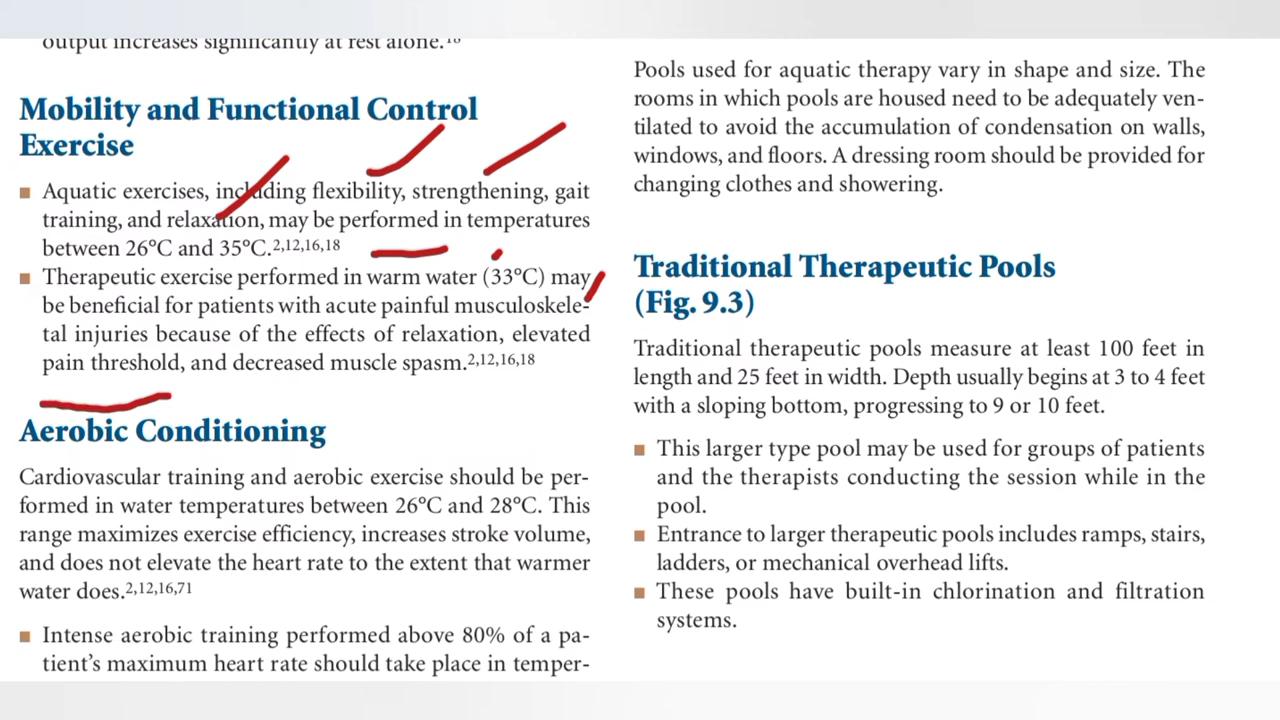 output increases significantly at rest alone.16
Mobility and Functional Control
Exercise
■ Aquatic exercises, including flexibility, strengthening, gait
training, and relaxation, may be performed in temperatures
between 26°C and 35°C.2,12,16,18
■ Therapeutic exercise performed in warm water (33°C) may
be beneficial for patients with acute painful musculoskele-
tal injuries because of the effects of relaxation, elevated
pain threshold, and decreased muscle spasm.2,12,16,18
Aerobic Conditioning
Cardiovascular training and aerobic exercise should be per-
formed in water temperatures between 26°C and 28°C. This
range maximizes exercise efficiency, increases stroke volume,
and does not elevate the heart rate to the extent that warmer
water does.2,12,16,71
■ Intense aerobic training performed above 80% of a pa-
tient's maximum heart rate should take place in temper-
Pools used for aquatic therapy vary in shape and size. The
rooms in which pools are housed need to be adequately ven-
tilated to avoid the accumulation of condensation on walls,
windows, and floors. A dressing room should be provided for
changing clothes and showering.
Traditional Therapeutic Pools
(Fig. 9.3)
Traditional therapeutic pools measure at least 100 feet in
length and 25 feet in width. Depth usually begins at 3 to 4 feet
with a sloping bottom, progressing to 9 or 10 feet.
■ This larger type pool may be used for groups of patients
and the therapists conducting the session while in the
pool.
■ Entrance to larger therapeutic pools includes ramps, stairs,
ladders, or mechanical overhead lifts.
■ These pools have built-in chlorination and filtration
systems.